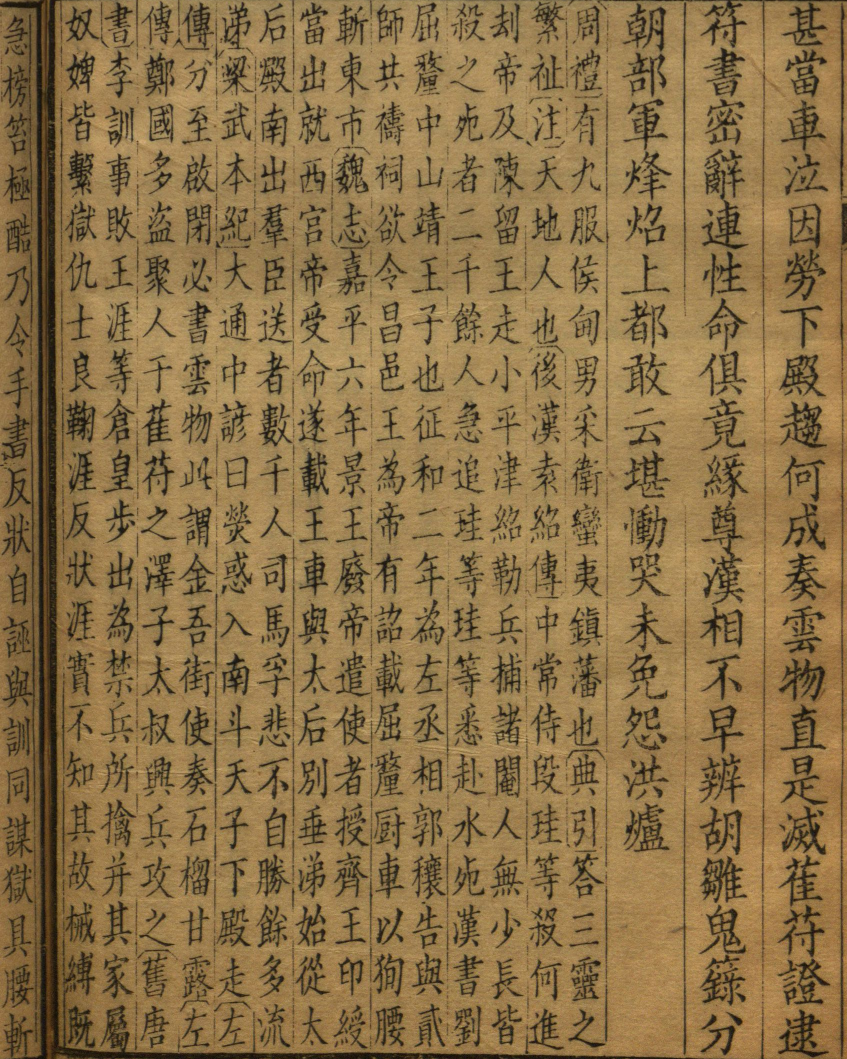 甚當車泣因勞下殿趨何成奏雲物直是滅萑苻證逮
符書密辭連性命俱竟緣尊漢相不早辨胡雛鬼籙分
朝部軍烽焰上都敢云堪慟哭未免怨洪爐
周禮有九服侯甸男采衛蠻夷鎮藩也典引答三靈之
繁祉注天地人也後漢袁紹傳中常侍段珪等殺何進
刦帝及陳留王走小平津紹勒兵捕諸閹人無少長皆
殺之死者二千餘人急追珪等珪等悉赴水死漢書劉
屈釐中山靖王子也征和二年為左丞相郭穰告與貳
師共禱祠欲令昌邑王為帝有詔載屈釐厨車以狥腰
斬東市魏志嘉平六年景王廢帝遣使者授齊王印綬
當出就西宫帝受命遂載王車與太后别垂涕始從太
后殿南出羣臣送者數千人司馬孚悲不自勝餘多流
涕梁武本紀大通中諺曰熒惑入南斗天子下殿走左
傳分至啟閉必書雲物此謂金吾街使奏石榴甘露左
傳鄭國多盜聚人于萑苻之澤子太叔興兵攻之舊唐
書李訓事敗王涯等倉皇步出為禁兵所擒并其家屬
奴婢皆繫獄仇士良鞫涯反狀涯實不知其故械縛既
急榜笞極酷乃令手書反狀自誣與訓同謀獄具腰斬